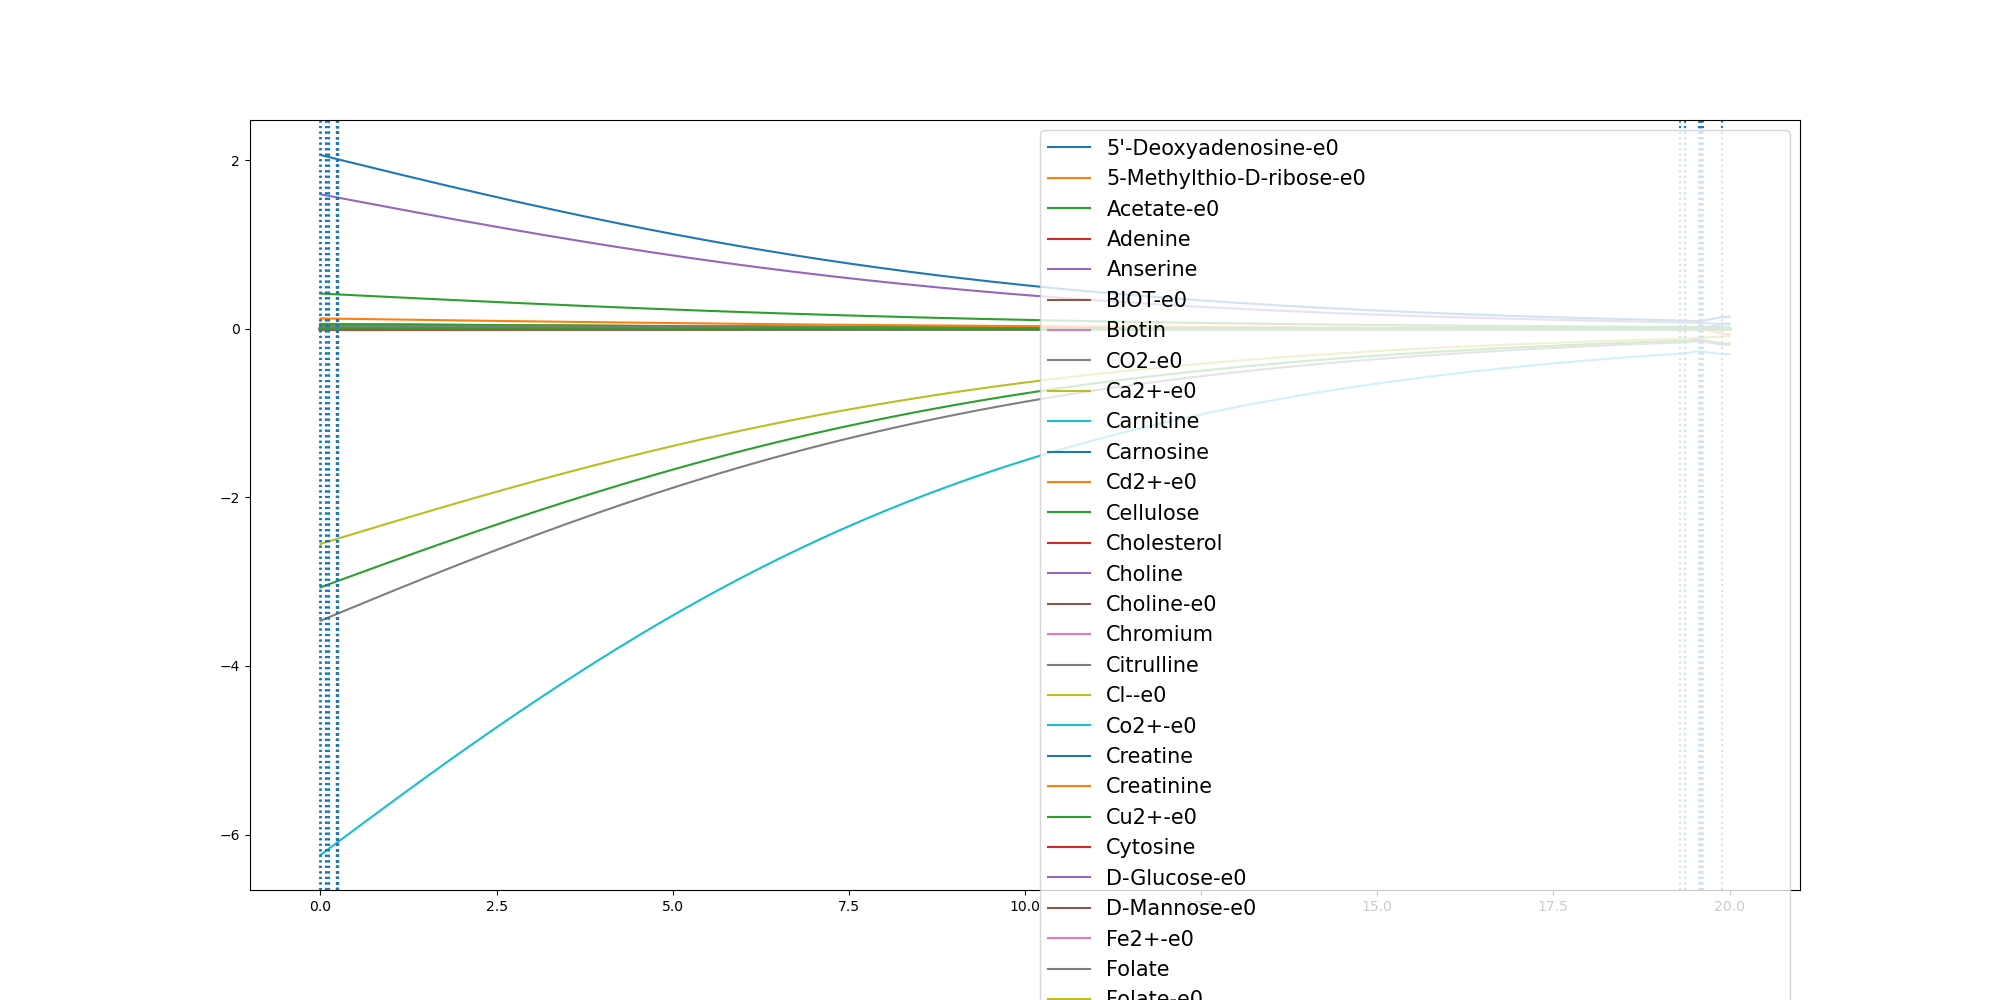 2
0
−2
−4
−6
0.0
2.5
5.0
7.5
10.0
15.0
17.5
20.0
5'-Deoxyadenosine-e0
5-Methylthio-D-ribose-e0
Acetate-e0
Adenine
Anserine
BIOT-e0
Biotin
CO2-e0
Ca2+-e0
Carnitine
Carnosine
Cd2+-e0
Cellulose
Cholesterol
Choline
Choline-e0
Chromium
Citrulline
Cl--e0
Co2+-e0
Creatine
Creatinine
Cu2+-e0
Cytosine
D-Glucose-e0
D-Mannose-e0
Fe2+-e0
Folate
Folate-e0